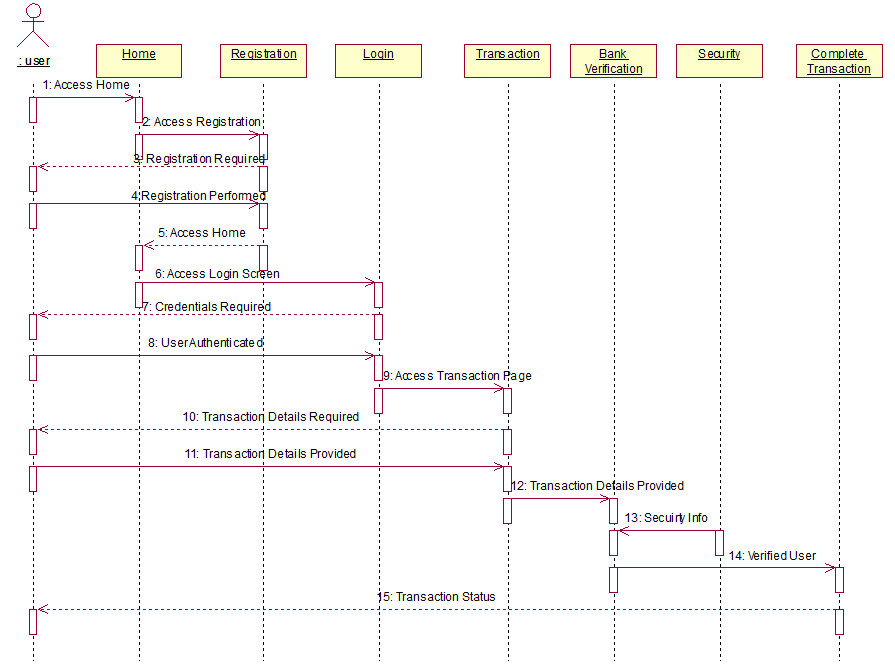 : user
Home
Registration
Login
Transaction
Bank
Verification
Security
Complete
Transaction
1: Access Home
2: Access Registration
3: Registration Required
4:Registration Performed
5: Access Home
6: Access Login Screen
7: Credentials Required
8: UserAuthenticated
9: Access Transaction Page
10: Transaction Details Required
11: Transaction Details Provided
12: Transaction Details Provided
13: Secuirty Info
14: Verified User
15: Transaction Status